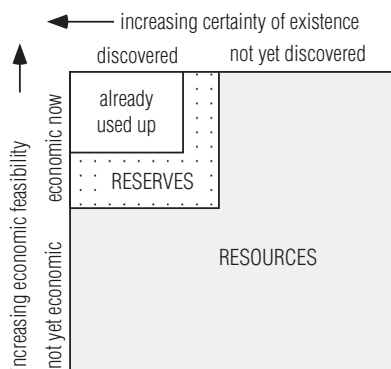 increasing certainty of existence
discovered
not yet discovered
increasing economic feasibility
economic now
not yet economic
already
used up
RESERVES
RESOURCES